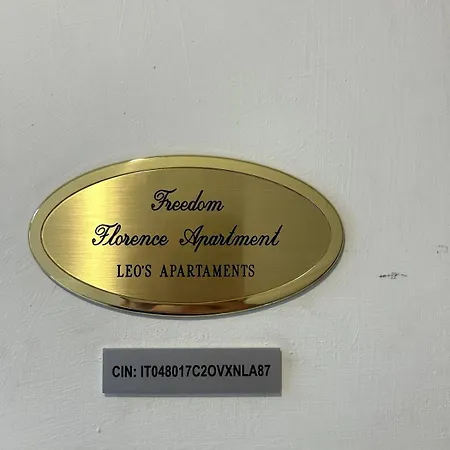 Freedom
Florence Apartment
LEO'S APARTAMENTS
CIN: IT048017C2OVXNLA87